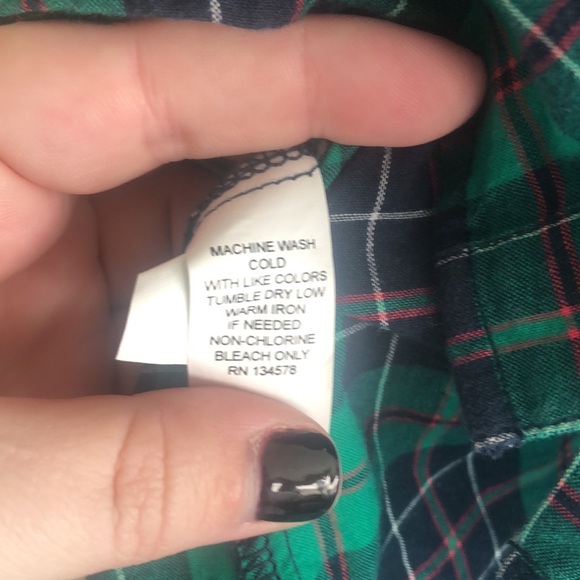 MACHINE WASH
COLD
WITH LIKE COLORS
TUMBLE DRY LOW
WARM IRON
IF NEEDED
NON-CHLORINE
BLEACH ONLY
RN 134578